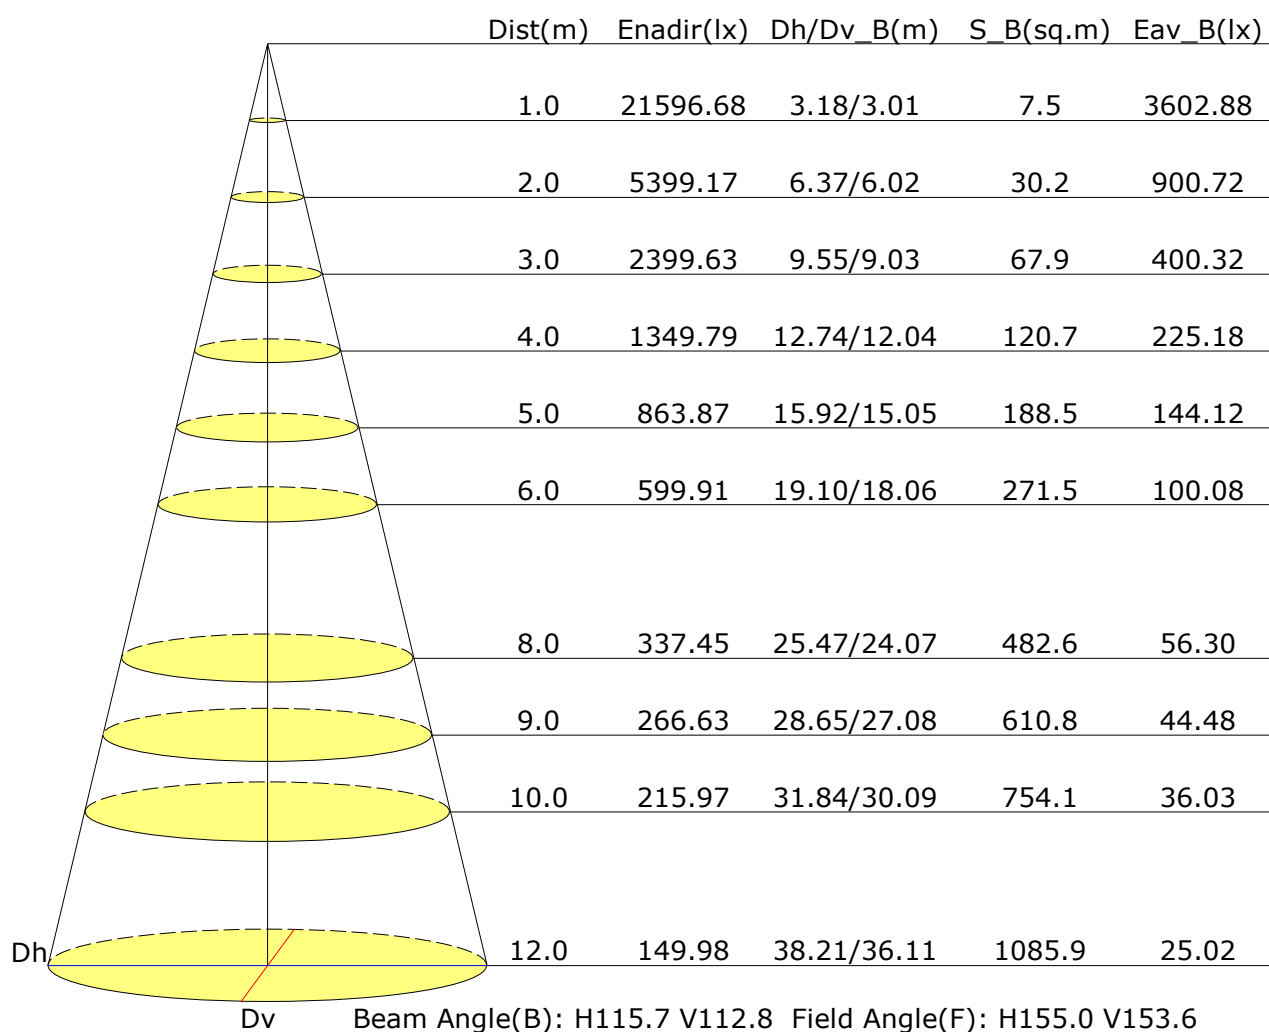 Dist(m) Enadir(lx) Dh/Dv_B(m) S_B(sq.m) Eav_B(lx)
1.0 21596.68 3.18/3.01 7.5 3602.88
2.0 5399.17 6.37/6.02 30.2 900.72
3.0 2399.63 9.55/9.03 67.9 400.32
4.0 1349.79 12.74/12.04 120.7 225.18
5.0 863.87 15.92/15.05 188.5 144.12
6.0 599.91 19.10/18.06 271.5 100.08
8.0 337.45 25.47/24.07 482.6 56.30
9.0 266.63 28.65/27.08 610.8 44.48
10.0 215.97 31.84/30.09 754.1 36.03
Dh 12.0 149.98 38.21/36.11 1085.9 25.02
Dv Beam Angle(B): H115.7 V112.8 Field Angle(F): H155.0 V153.6